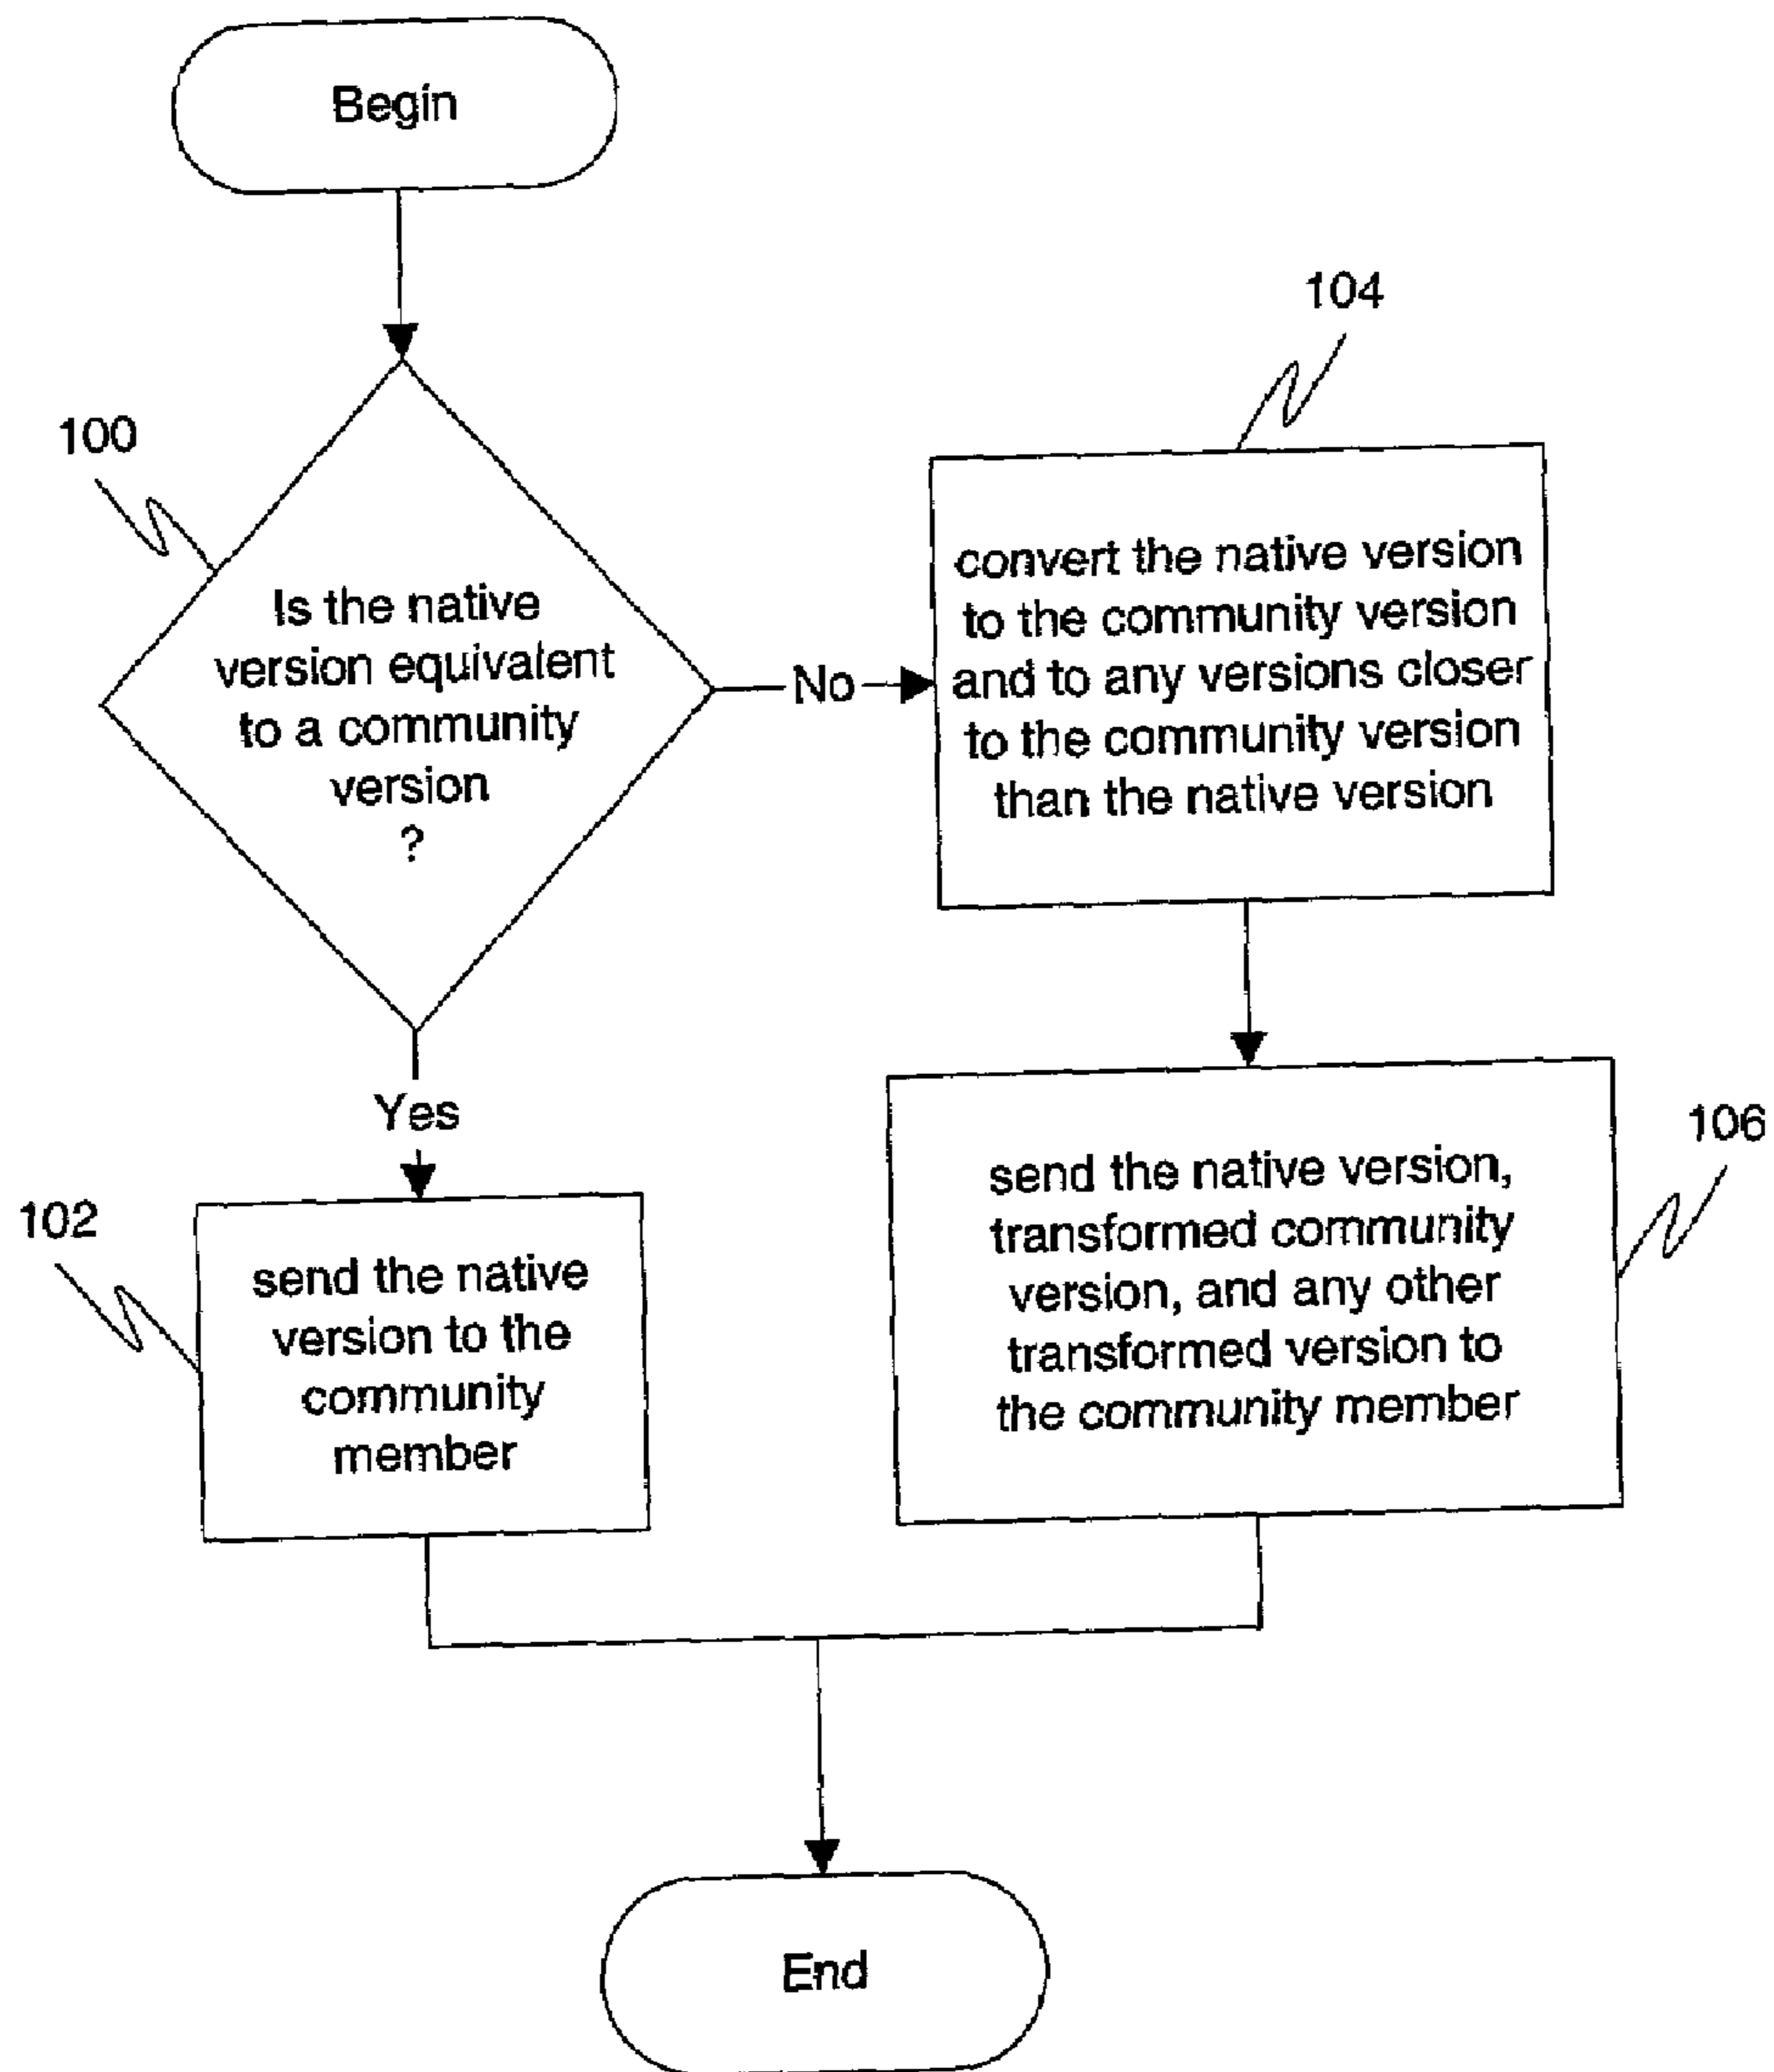 Begin
100
Is the native
version equivalent
to a community
version
?
No
104
convert the native version
to the community version
and to any versions closer
to the community version
than the native version
Yes
102
send the native
version to the
community
member
106
send the native version,
transformed community
version, and any other
transformed version to
the community member
End